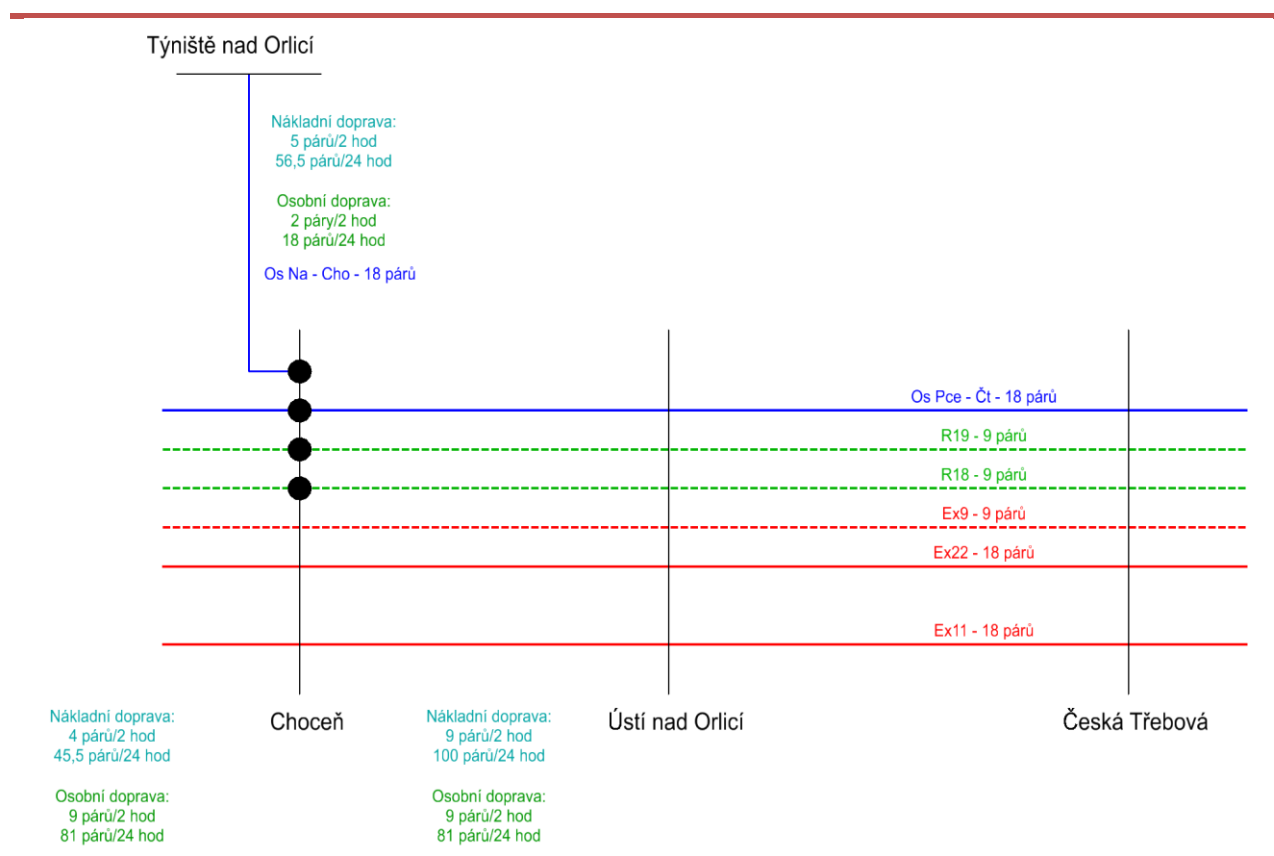 Týniště nad Orlicí
Nákladní doprava:
5 párů/2 hod
56,5 párů/24 hod
Osobní doprava:
2 páry/2 hod
18 párů/24 hod
Os Na - Cho - 18 párů
Os Pce - Čt - 18 párů
R19 - 9 párů
R18 - 9 párů
Ex9 - 9 párů
Ex22 - 18 párů
Ex11 - 18 párů
Choceň
Ústí nad Orlicí
Česká Třebová
Nákladní doprava:
4 párů/2 hod
45,5 párů/24 hod
Osobní doprava:
9 párů/2 hod
81 párů/24 hod
Nákladní doprava:
9 párů/2 hod
100 párů/24 hod
Osobní doprava:
9 párů/2 hod
81 párů/24 hod